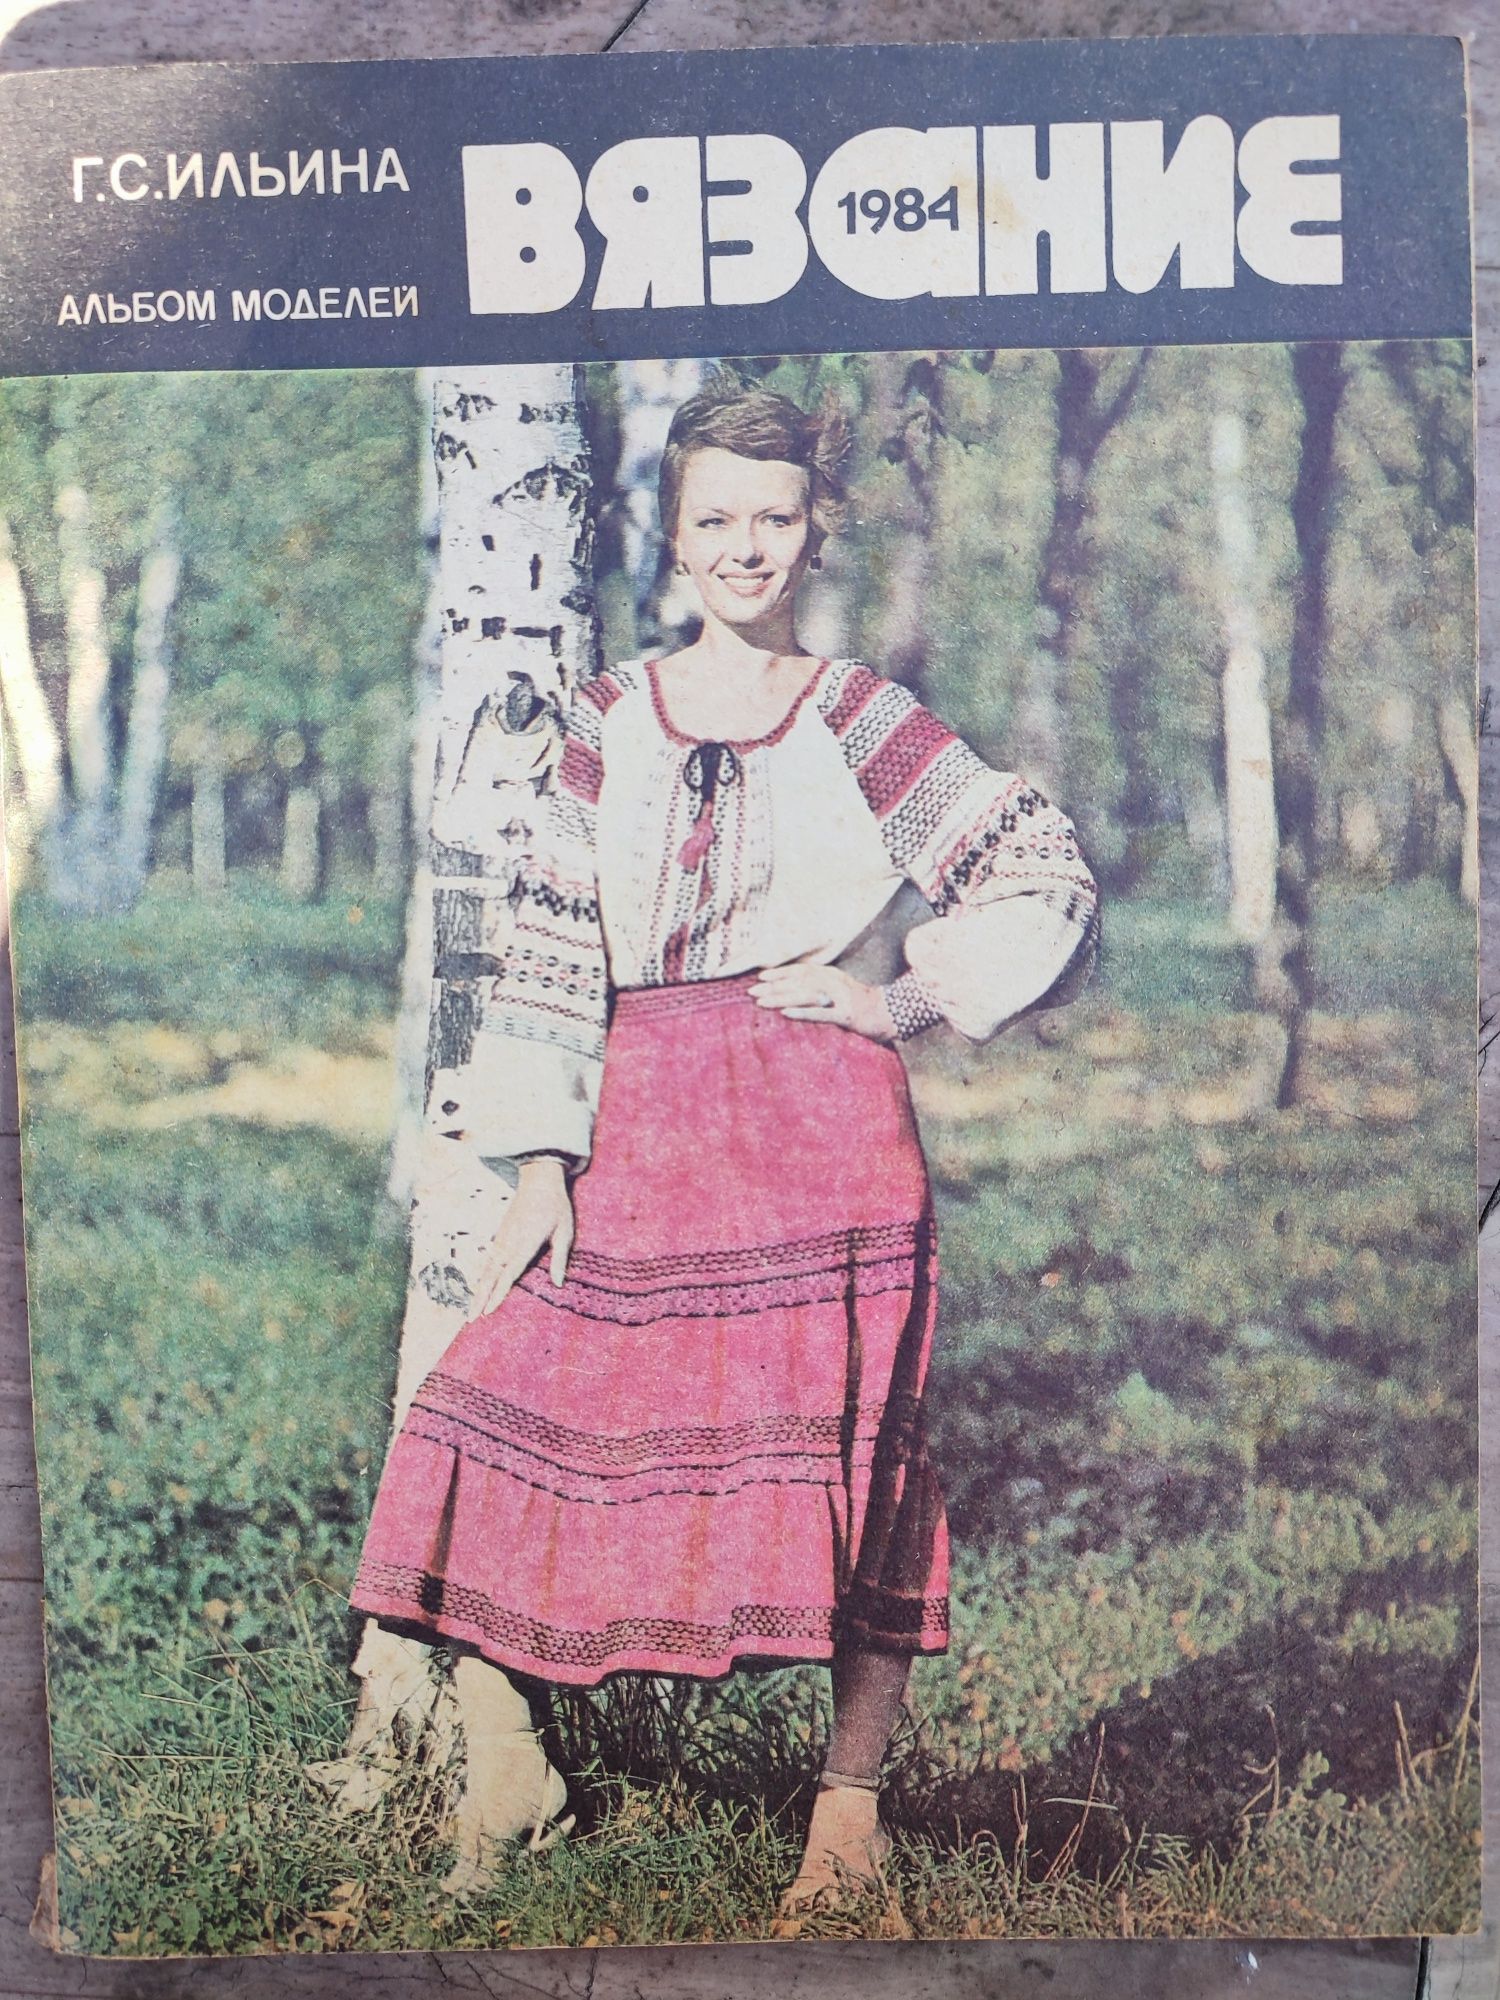 Г.С.ИЛЬИНА
АЛЬБОМ МОДЕЛЕЙ
ВЯЗАНИЕ
1984